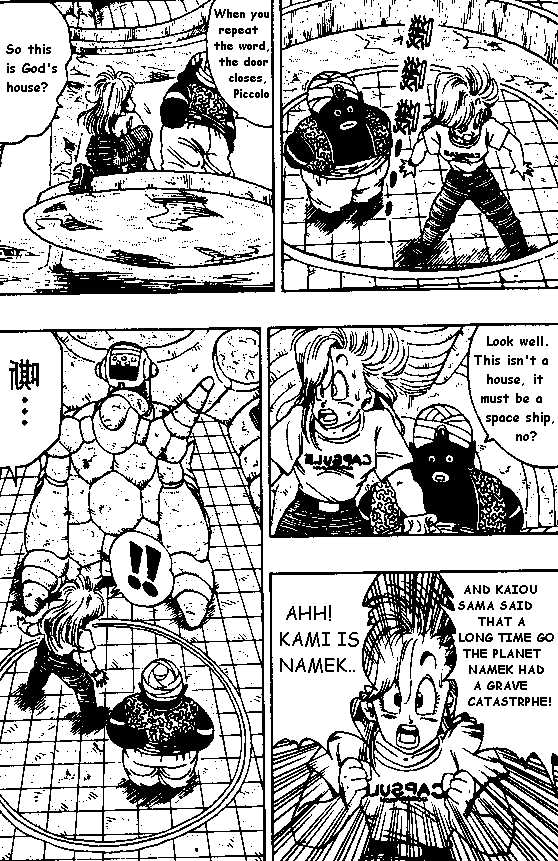 So this
is God's
house?
When you
repeat
the word,
the door
closes,
Piccolo
嘶...
!!
Look well.
This isn't a
house, it
must be a
space ship,
no?
CAPSULE
AHH!
KAMI IS
NAMEK..
AND KAIOU
SAMA SAID
THAT A
LONG TIME GO
THE PLANET
NAMEK HAD
A GRAVE
CATASTRPHE!
CAPSUL